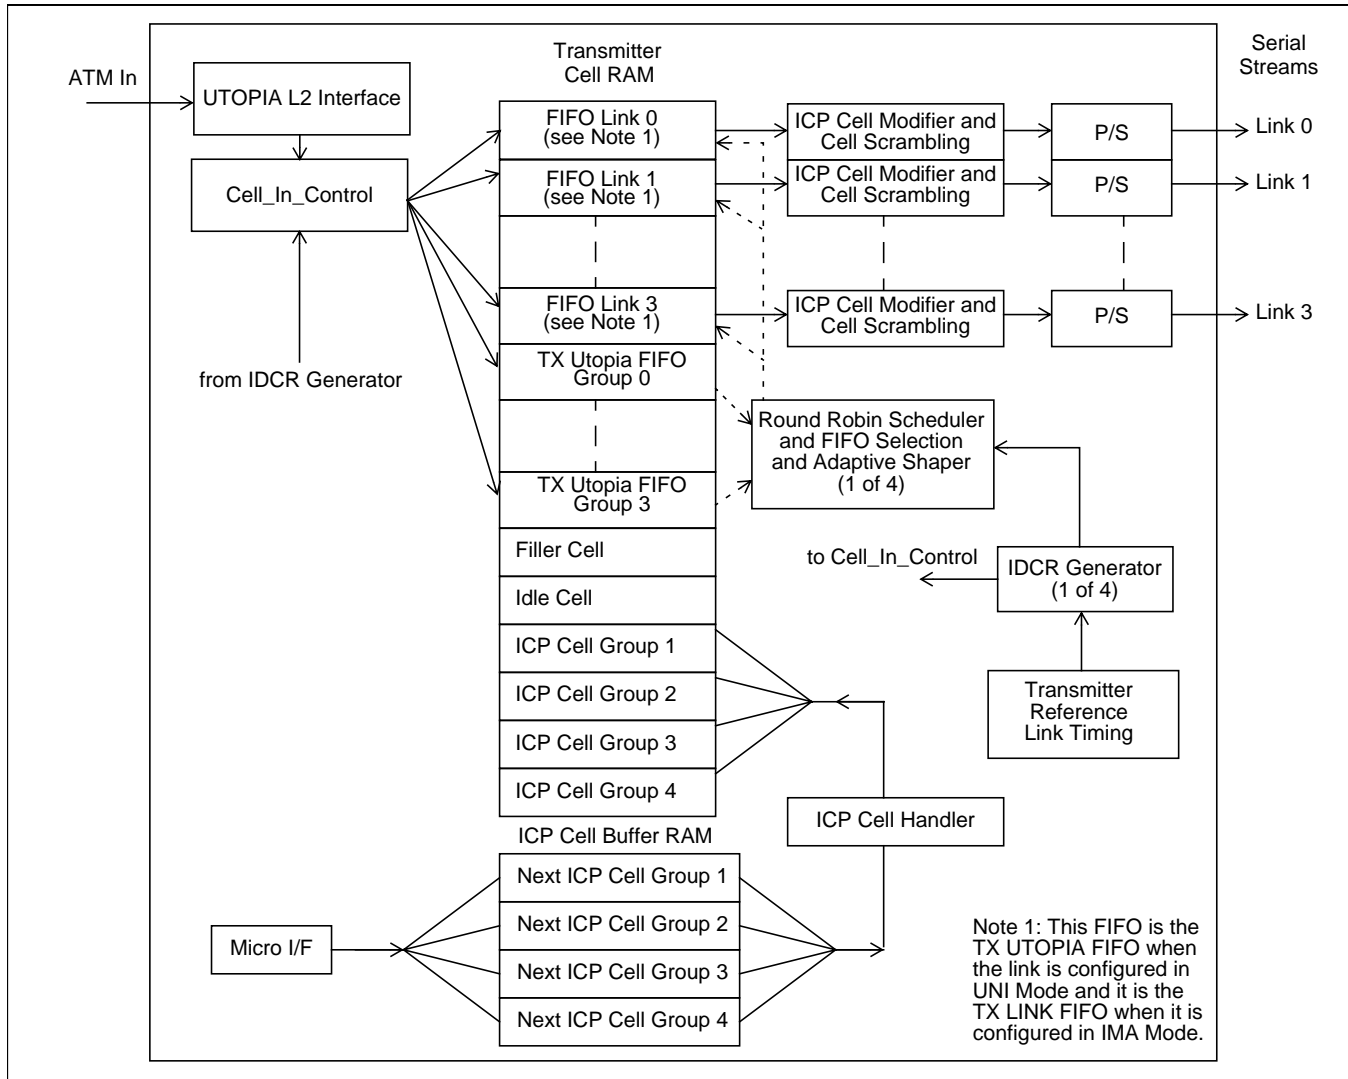 Transmitter
Cell RAM
Serial
Streams
ATM In
UTOPIA L2 Interface
FIFO Link 0
(see Note 1)
ICP Cell Modifier and
Cell Scrambling
P/S
Link 0
Cell_In_Control
FIFO Link 1
(see Note 1)
ICP Cell Modifier and
Cell Scrambling
P/S
Link 1
FIFO Link 3
(see Note 1)
ICP Cell Modifier and
Cell Scrambling
P/S
Link 3
from IDCR Generator
TX Utopia FIFO
Group 0
Round Robin Scheduler
and FIFO Selection
and Adaptive Shaper
(1 of 4)
TX Utopia FIFO
Group 3
Filler Cell
to Cell_In_Control
IDCR Generator
(1 of 4)
Idle Cell
ICP Cell Group 1
ICP Cell Group 2
ICP Cell Group 3
ICP Cell Group 4
Transmitter
Reference
Link Timing
ICP Cell Handler
ICP Cell Buffer RAM
Next ICP Cell Group 1
Next ICP Cell Group 2
Next ICP Cell Group 3
Next ICP Cell Group 4
Micro I/F
Note 1: This FIFO is the
TX UTOPIA FIFO when
the link is configured in
UNI Mode and it is the
TX LINK FIFO when it is
configured in IMA Mode.